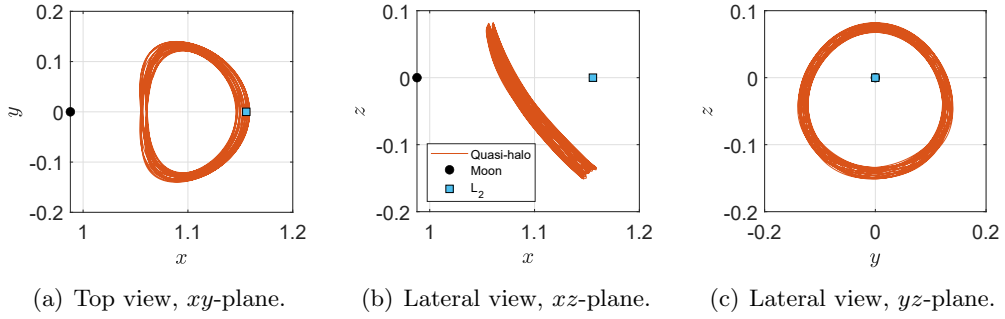 0.2
0.1
0
-0.1
-0.2
y
1
1.1
1.2
x
(a) Top view, xy-plane.
0.2
0.1
0
-0.1
-0.2
z
Quasi-halo
Moon
L2
1
1.1
1.2
x
(b) Lateral view, xz-plane.
0.1
0
-0.1
-0.2
z
-0.2
0
0.2
y
(c) Lateral view, yz-plane.